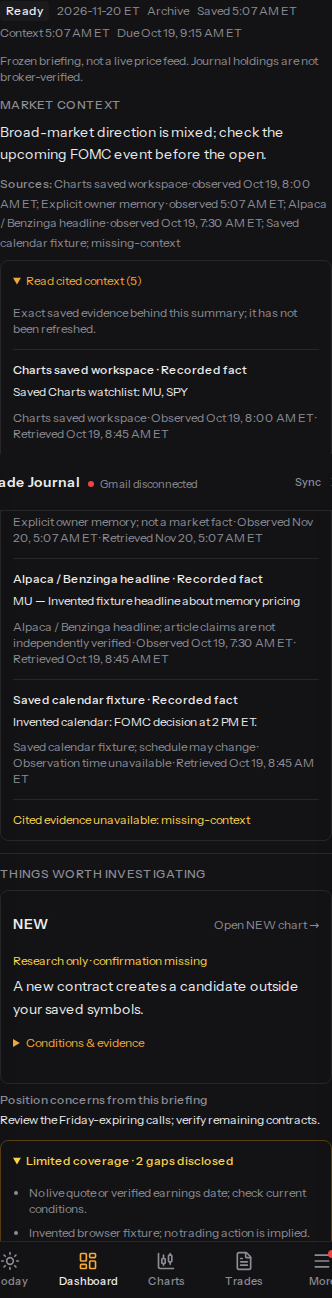 Ready 2026-11-20 ET Archive Saved 5:07 AM ET
Context 5:07 AM ET Due Oct 19, 9:15 AM ET
Frozen briefing, not a live price feed. Journal holdings are not
broker-verified.
MARKET CONTEXT
Broad-market direction is mixed; check the
upcoming FOMC event before the open.
Sources: Charts saved workspace · observed Oct 19, 8:00
AM ET; Explicit owner memory · observed 5:07 AM ET; Alpaca
/ Benzinga headline · observed Oct 19, 7:30 AM ET; Saved
calendar fixture; missing-context
▼ Read cited context (5)
Exact saved evidence behind this summary; it has not
been refreshed.
Charts saved workspace · Recorded fact
Saved Charts watchlist: MU, SPY
Charts saved workspace · Observed Oct 19, 8:00 AM ET ·
Retrieved Oct 19, 8:45 AM ET
ade Journal Gmail disconnected Sync
Explicit owner memory; not a market fact · Observed Nov
20, 5:07 AM ET · Retrieved Nov 20, 5:07 AM ET
Alpaca / Benzinga headline · Recorded fact
MU — Invented fixture headline about memory pricing
Alpaca / Benzinga headline; article claims are not
independently verified · Observed Oct 19, 7:30 AM ET ·
Retrieved Oct 19, 8:45 AM ET
Saved calendar fixture · Recorded fact
Invented calendar: FOMC decision at 2 PM ET.
Saved calendar fixture; schedule may change ·
Observation time unavailable · Retrieved Oct 19, 8:45 AM
ET
Cited evidence unavailable: missing-context
THINGS WORTH INVESTIGATING
NEW Open NEW chart →
Research only · confirmation missing
A new contract creates a candidate outside
your saved symbols.
▶ Conditions & evidence
Position concerns from this briefing
Review the Friday-expiring calls; verify remaining contracts.
▼ Limited coverage · 2 gaps disclosed
• No live quote or verified earnings date; check current
conditions.
• Invented browser fixture; no trading action is implied.
oday Dashboard Charts Trades More